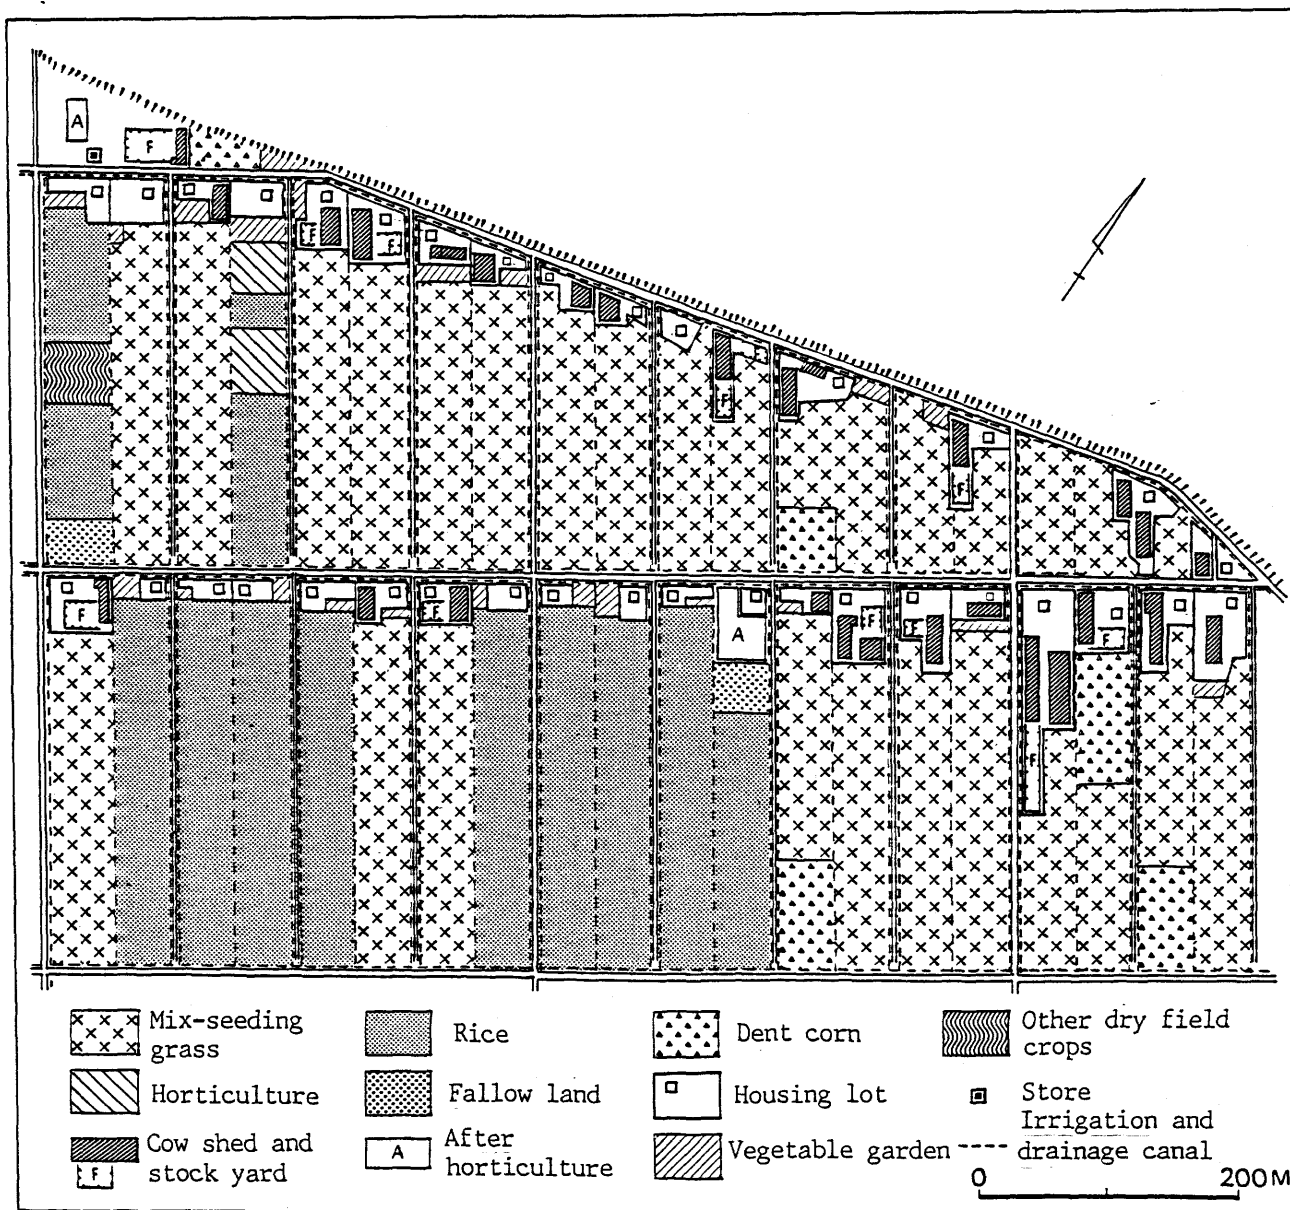 A
F
F
F
F
F
F
F
F
F
F
A
F
F
Mix-seeding
grass
Rice
Dent corn
Other dry field
crops
Horticulture
Fallow land
Housing lot
Store
Cow shed and
stock yard
F
A
After
horticulture
Vegetable garden
Irrigation and
drainage canal
0
200M